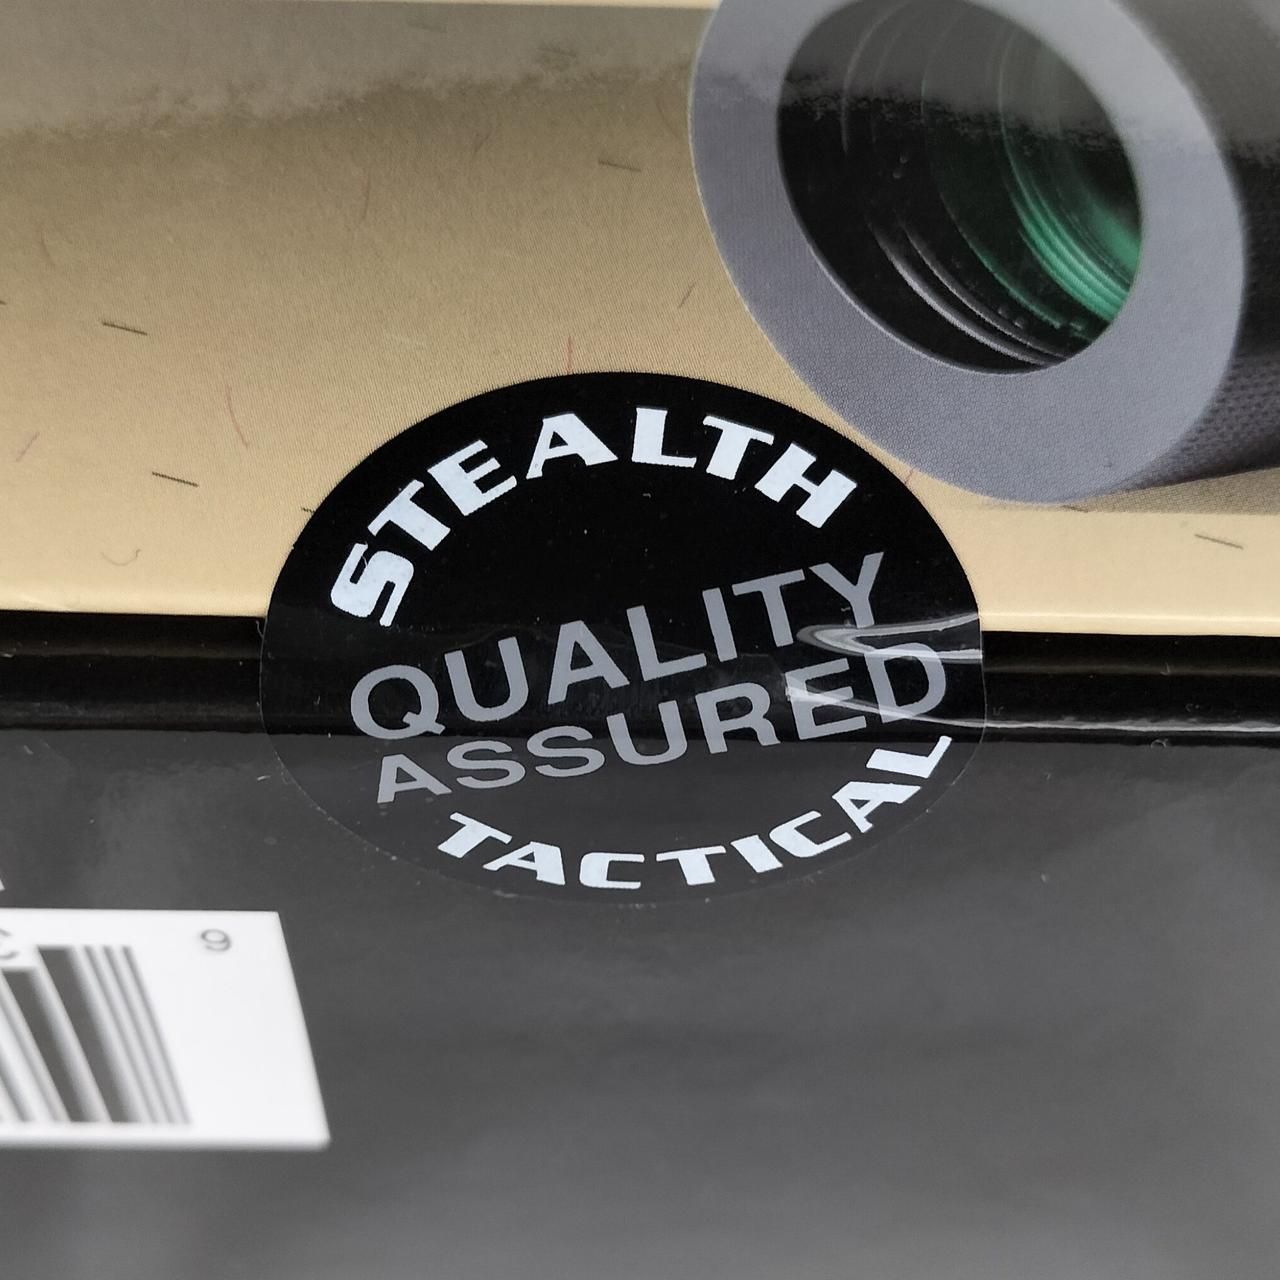 STEALTH
QUALITY
ASSURED
TACTICAL
9